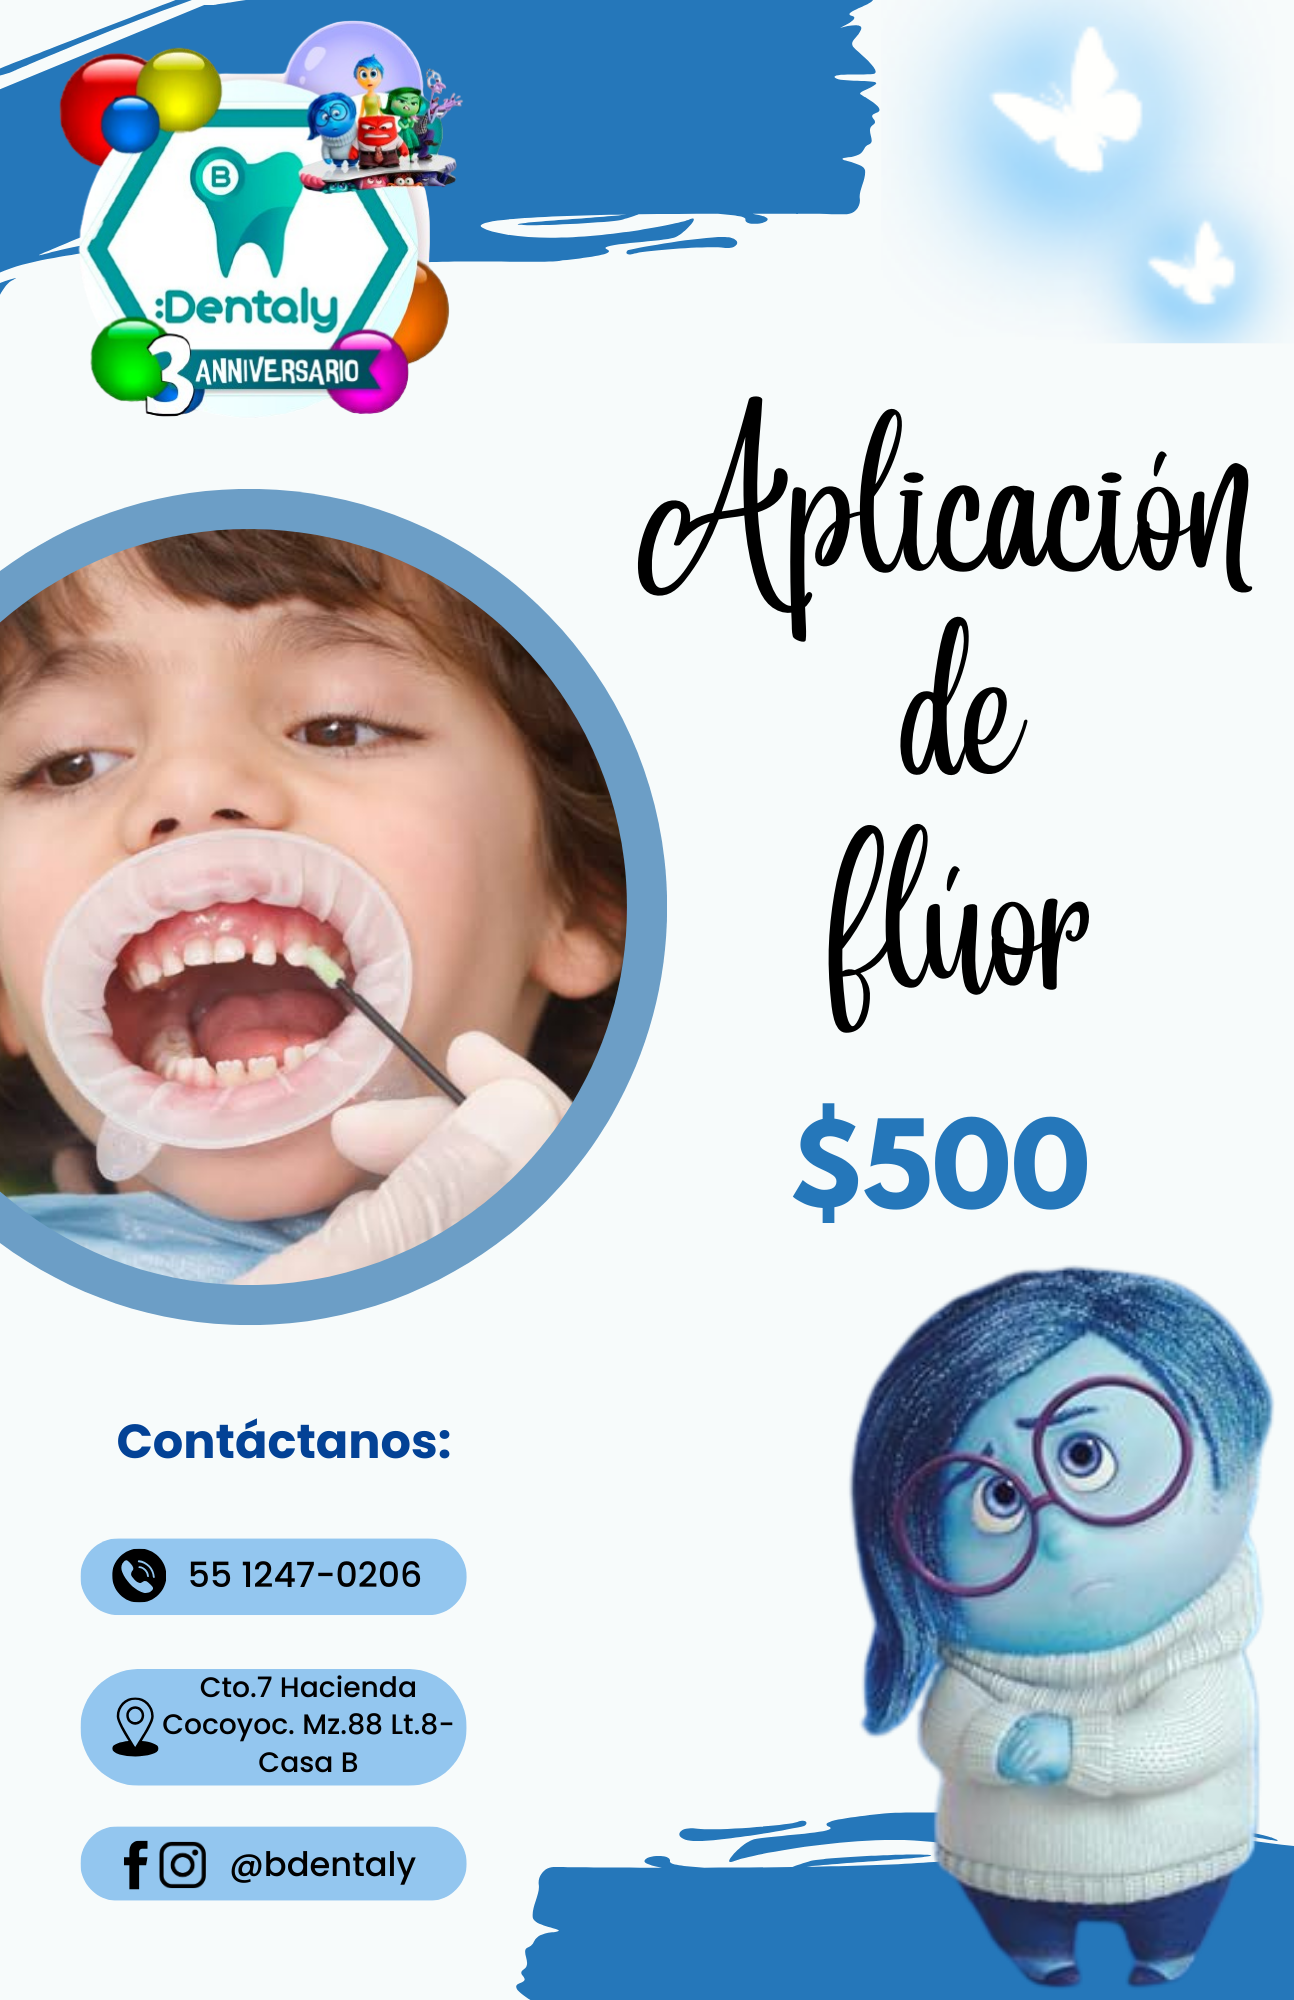 B
:Dentaly
3 ANNIVERSARIO
Aplicación
de
flúor
$500
Contáctanos:
55 1247-0206
Cto.7 Hacienda
Cocoyoc. Mz.88 Lt.8-
Casa B
@bdentaly